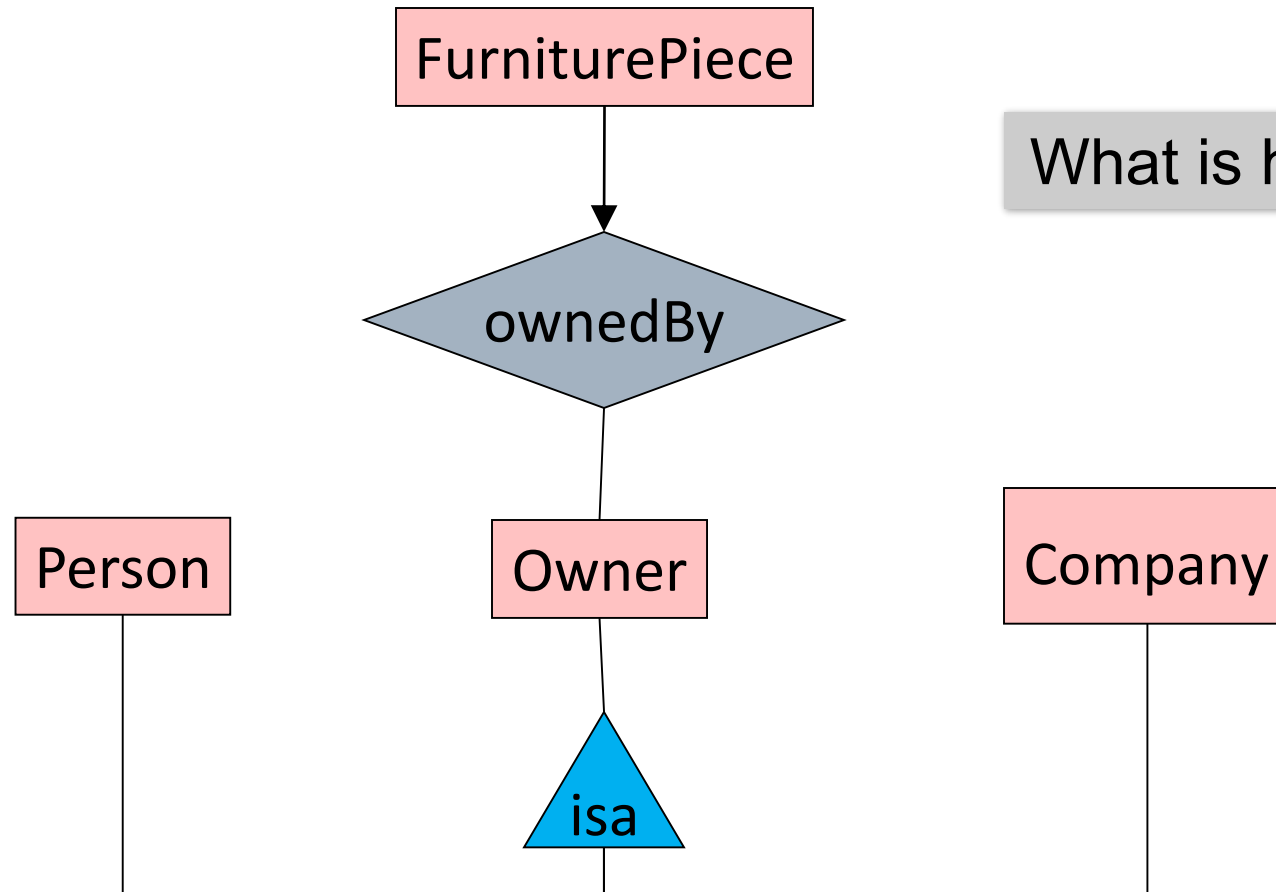 FurniturePiece
What is
ownedBy
Person
Owner
Company
isa